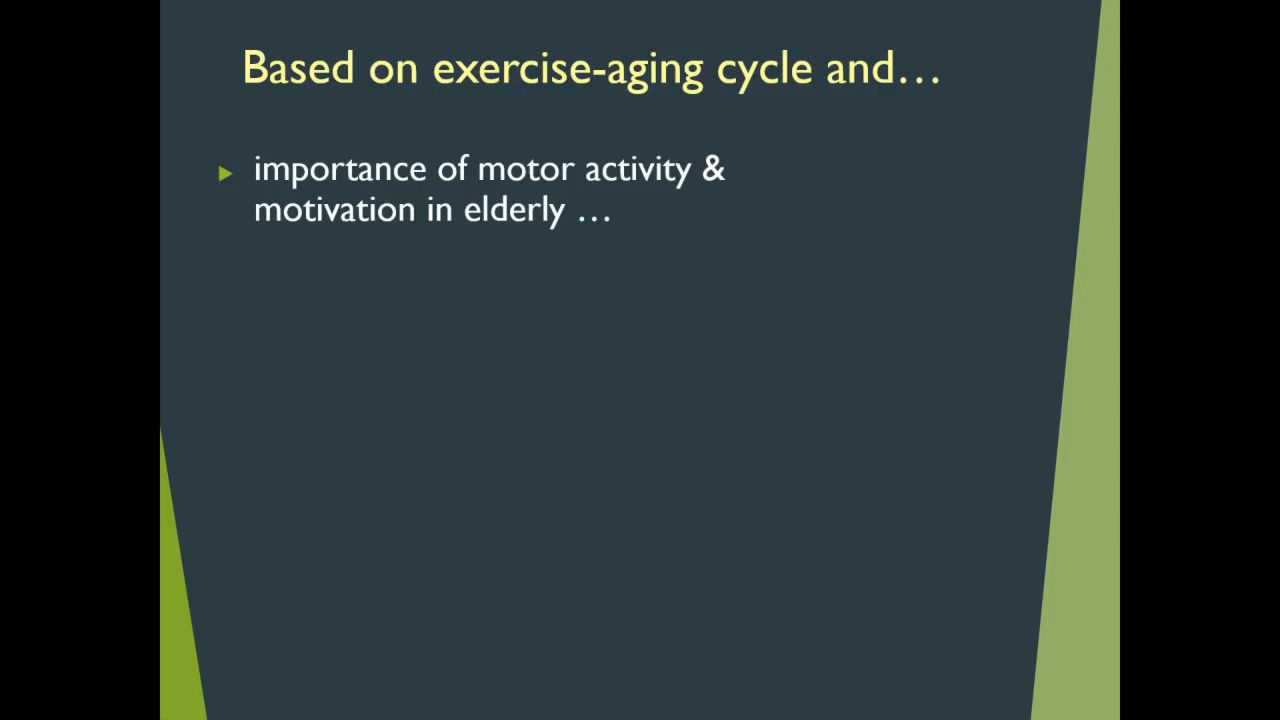 Based on exercise-aging cycle and…
importance of motor activity &
motivation in elderly …